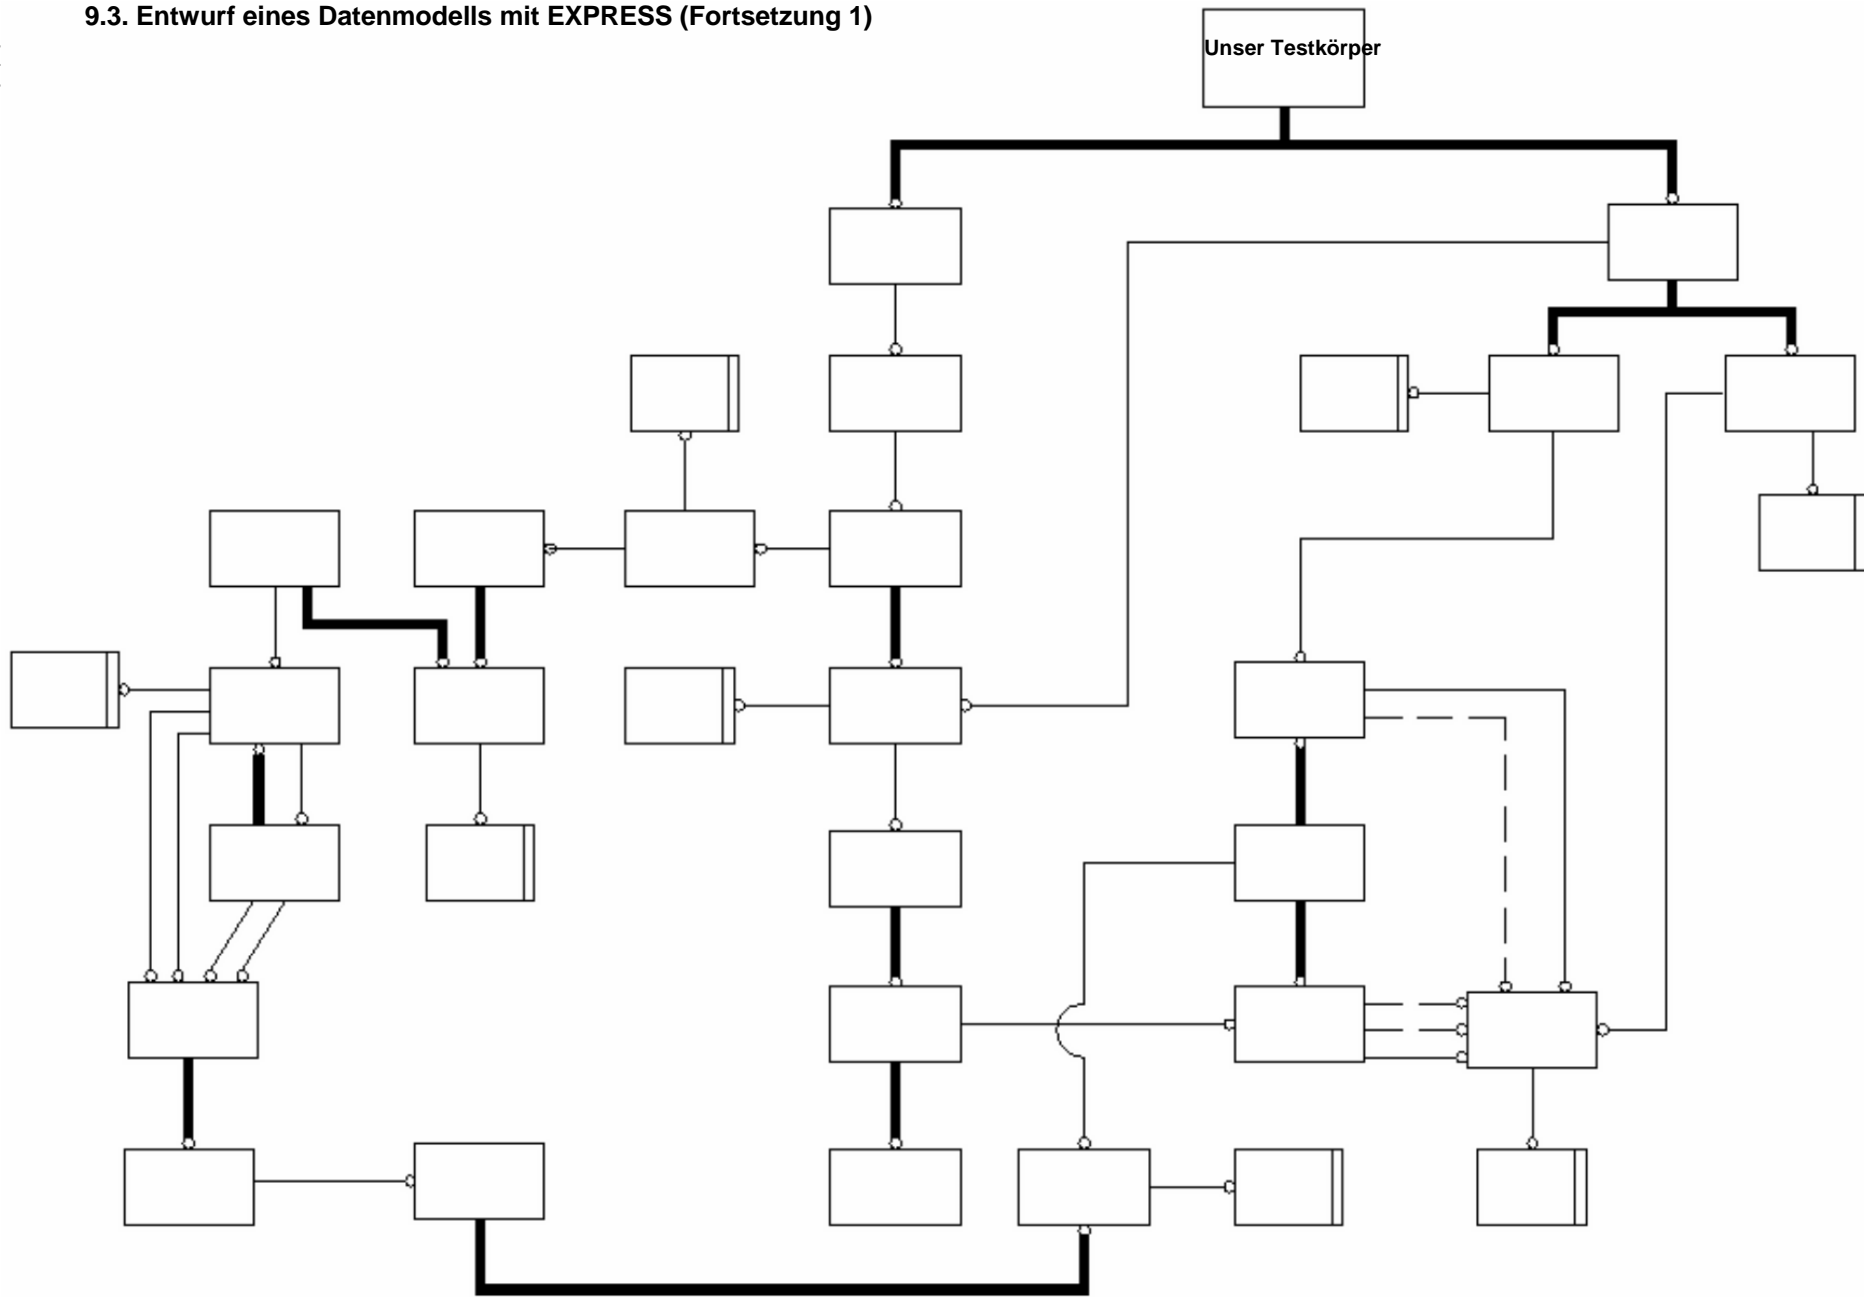 9.3. Entwurf eines Datenmodells mit EXPRESS (Fortsetzung 1)
Unser Testkörper